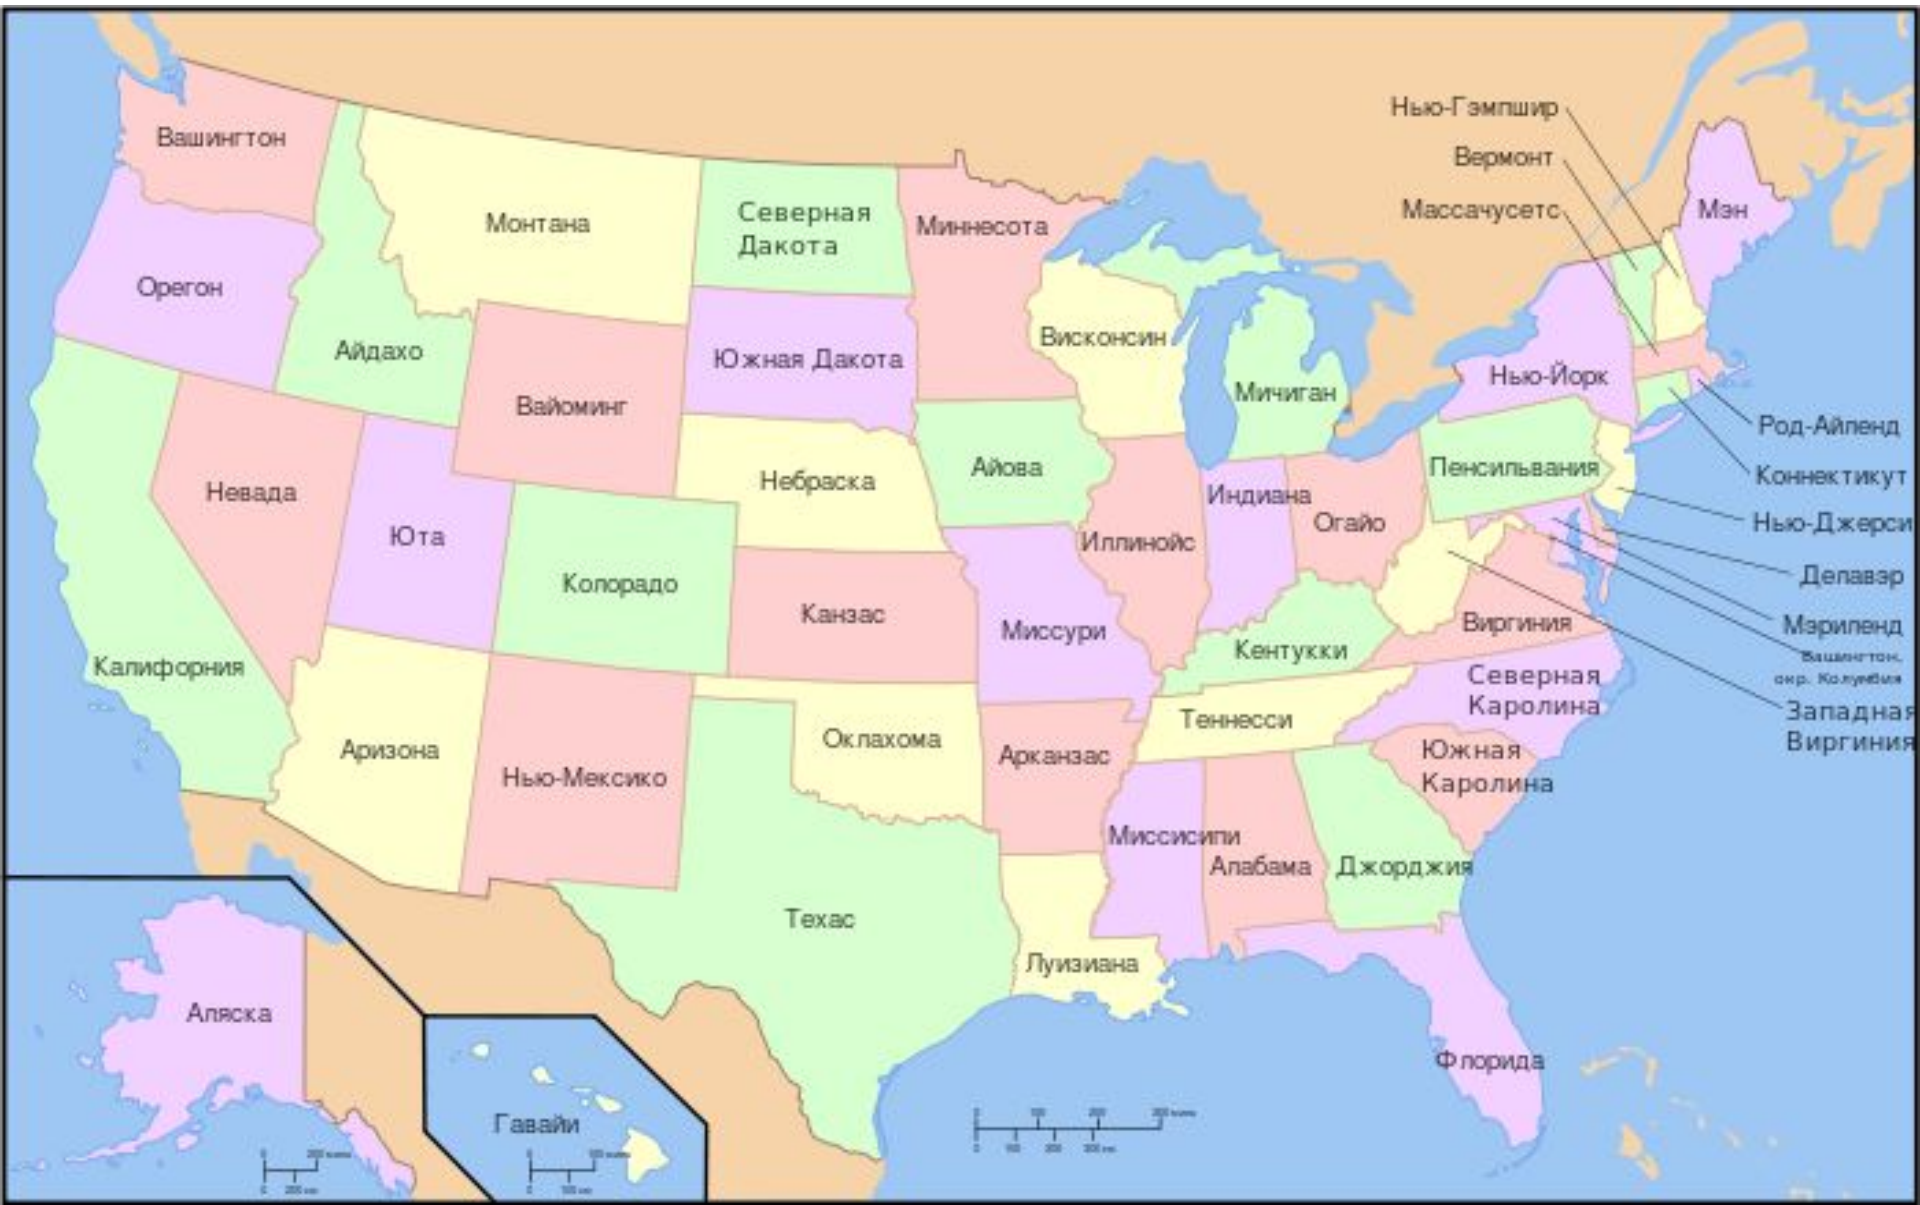 Нью-Гэмпшир
Вашингтон
Вермонт
Массачусетс
Мэн
Монтана
Северная
Дакота
Миннесота
Орегон
Айдахо
Южная Дакота
Висконсин
Нью-Йорк
Вайоминг
Мичиган
Род-Айленд
Небраска
Айова
Пенсильвания
Коннектикут
Невада
Индиана
Огайо
Нью-Джерси
Юта
Иллинойс
Колорадо
Делавэр
Канзас
Миссури
Виргиния
Мэриленд
Калифорния
Кентукки
Вашингтон,
окр. Колумбия
Северная
Каролина
Западная
Виргиния
Теннесси
Аризона
Оклахома
Арканзас
Южная
Каролина
Нью-Мексико
Миссисипи
Алабама
Джорджия
Техас
Луизиана
Аляска
Флорида
Гавайи